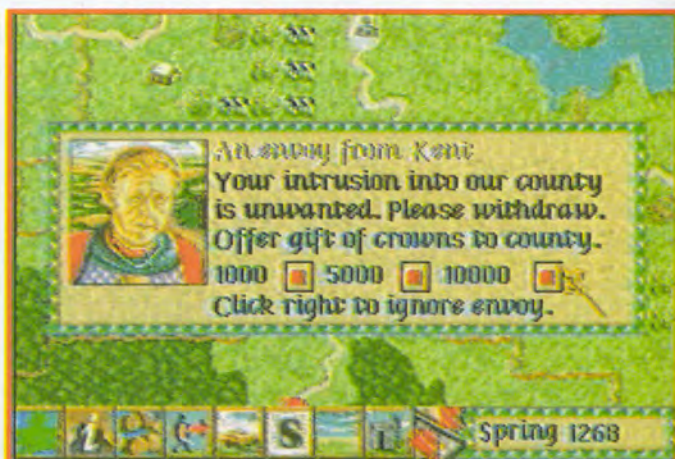 An envoy from Kent
Your intrusion into our county
is unwanted. Please withdraw.
Offer gift of crowns to county.
1000 5000 10000
Click right to ignore envoy.
i S L Spring 1268